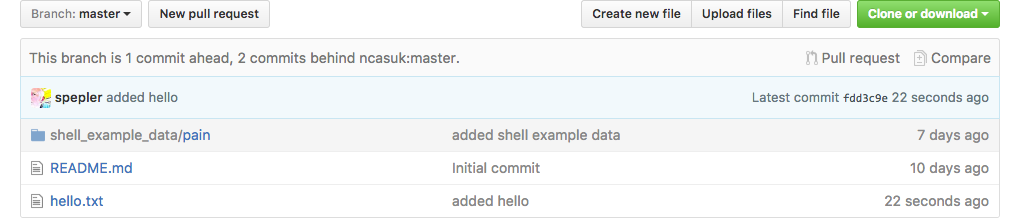 Branch: master New pull request Create new file Upload files Find file Clone or download
This branch is 1 commit ahead, 2 commits behind ncasuk:master. Pull request Compare
spepler added hello Latest commit fdd3c9e 22 seconds ago
shell_example_data/pain added shell example data 7 days ago
README.md Initial commit 10 days ago
hello.txt added hello 22 seconds ago